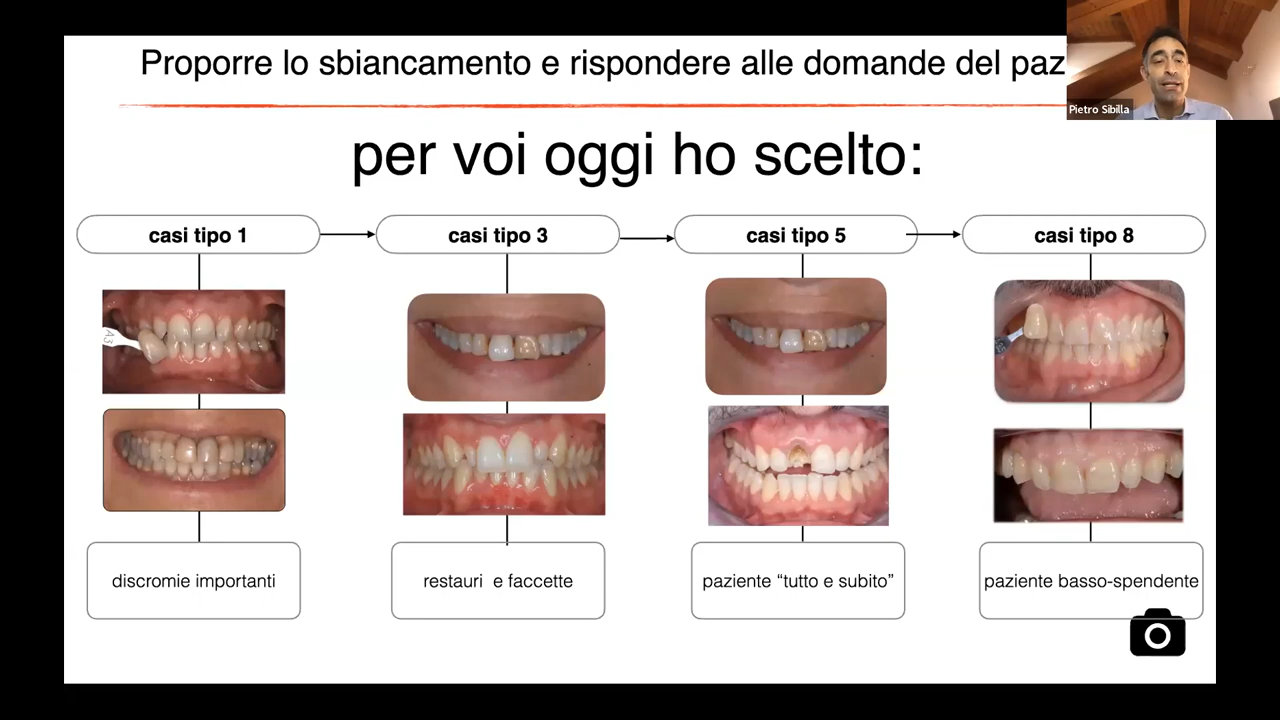 Proporre lo sbiancamento e rispondere alle domande del paz
Pietro Sibilla
per voi oggi ho scelto:
casi tipo 1
casi tipo 3
casi tipo 5
casi tipo 8
A3
discromie importanti
restauri e faccette
paziente “tutto e subito”
paziente basso-spendente